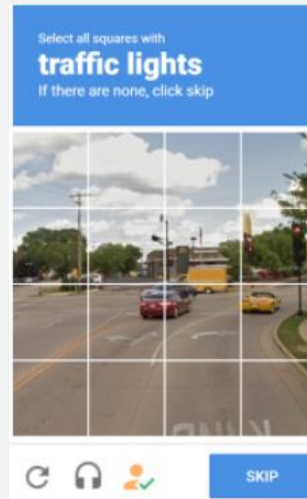 Select all squares with
traffic lights
If there are none, click skip
SKIP